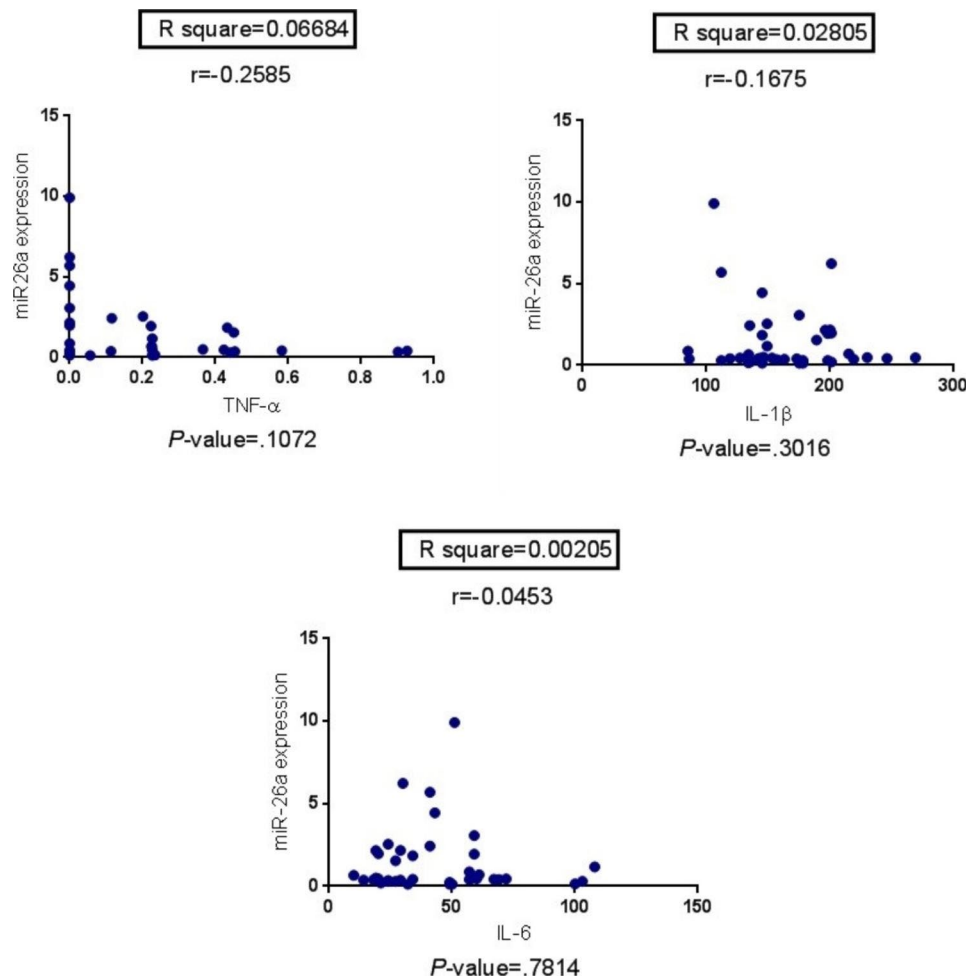 R square=0.06684
r=-0.2585
15
10
5
0
miR26a expression
0.0 0.2 0.4 0.6 0.8 1.0
TNF-α
P-value=.1072
R square=0.02805
r=-0.1675
15
10
5
0
miR-26a expression
0 100 200 300
IL-1β
P-value=.3016
R square=0.00205
r=-0.0453
15
10
5
0
miR-26a expression
0 50 100 150
IL-6
P-value=.7814